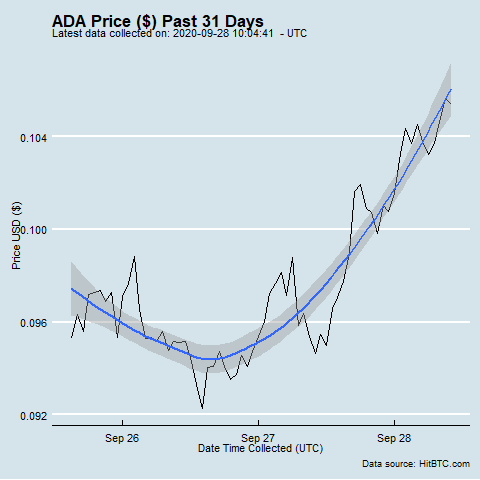 ADA Price ($) Past 31 Days
Latest data collected on: 2020-09-28 10:04:41  - UTC
0.104
0.100
0.096
0.092
Price USD ($)
Sep 26
Sep 27
Sep 28
Date Time Collected (UTC)
Data source: HitBTC.com